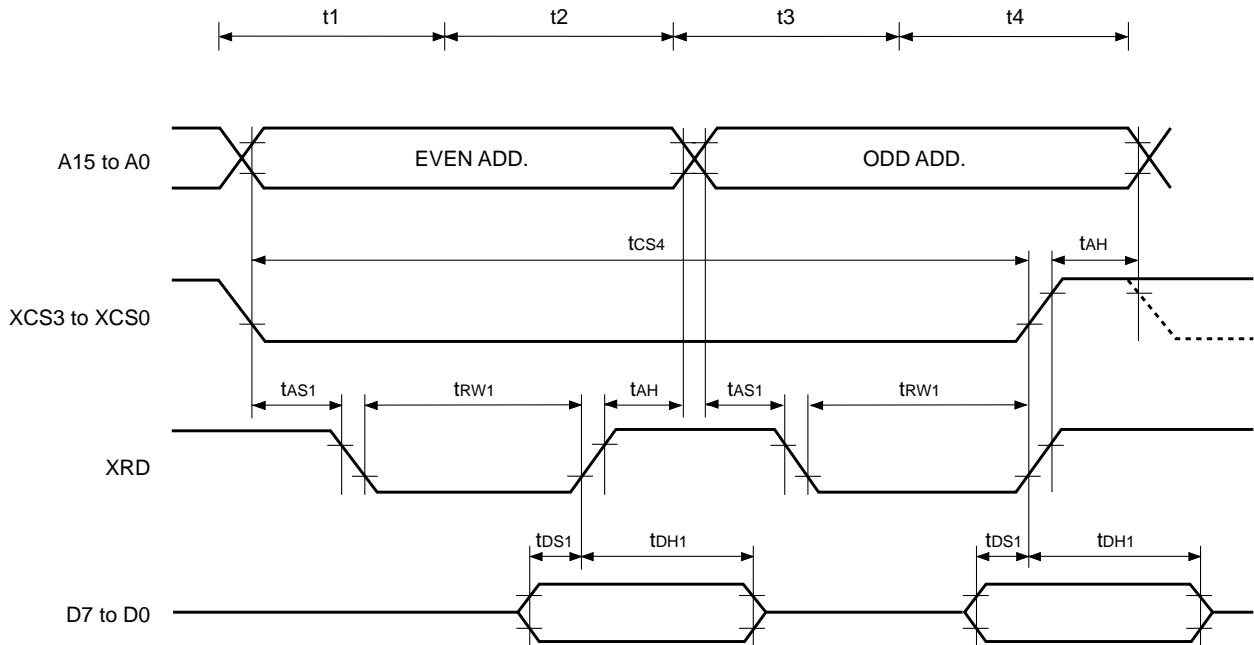 t1 t2 t3 t4
A15 to A0 EVEN ADD. ODD ADD.
tCS4 tAH
XCS3 to XCS0
tAS1 tRW1 tAH tAS1 tRW1
XRD
tDS1 tDH1 tDS1 tDH1
D7 to D0